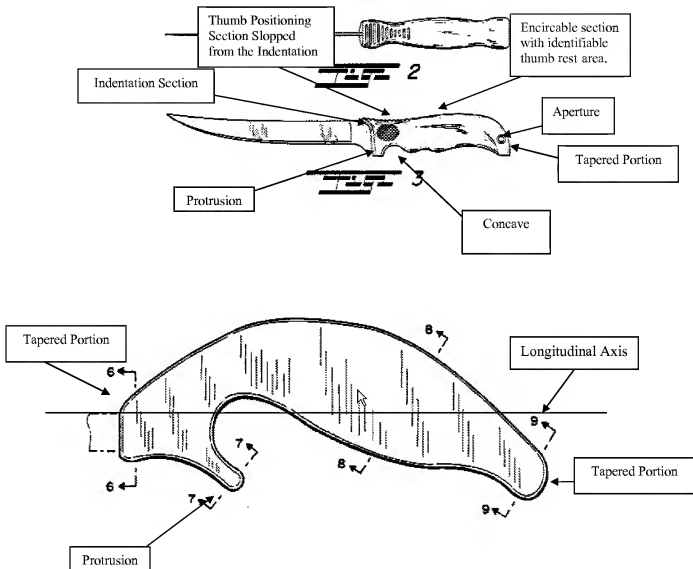 Thumb Positioning
Section Slopped
from the Indentation
Encircable section
with identifiable
thumb rest area.
2
Indentation Section
Aperture
Tapered Portion
Protrusion
3
Concave
Tapered Portion
8
Longitudinal Axis
6
9
7
8
Tapered Portion
6
7
9
Protrusion